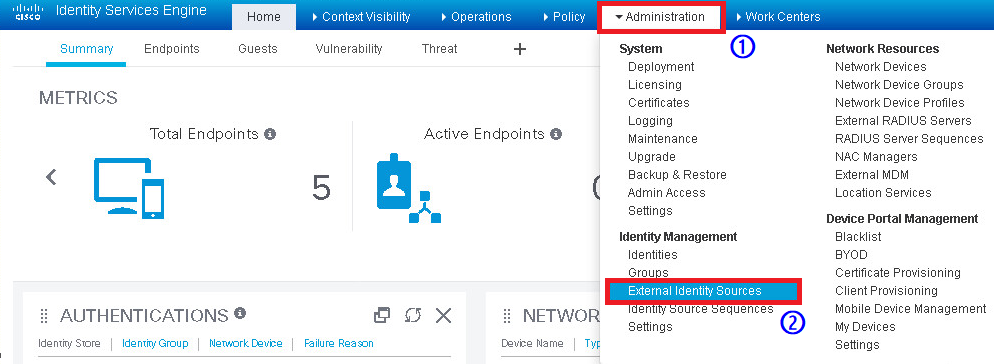 cisco Identity Services Engine Home Context Visibility Operations Policy Administration Work Centers
Summary Endpoints Guests Vulnerability Threat +
①
METRICS
Total Endpoints
5
Active Endpoints
System
Deployment
Licensing
Certificates
Logging
Maintenance
Upgrade
Backup & Restore
Admin Access
Settings
Identity Management
Identities
Groups
External Identity Sources
Identity Source Sequences
②
Settings
Network Resources
Network Devices
Network Device Groups
Network Device Profiles
External RADIUS Servers
RADIUS Server Sequences
NAC Managers
External MDM
Location Services
Device Portal Management
Blacklist
BYOD
Certificate Provisioning
Client Provisioning
Mobile Device Management
My Devices
Settings
AUTHENTICATIONS
Identity Store | Identity Group | Network Device | Failure Reason
NETWOR
Device Name | Typ